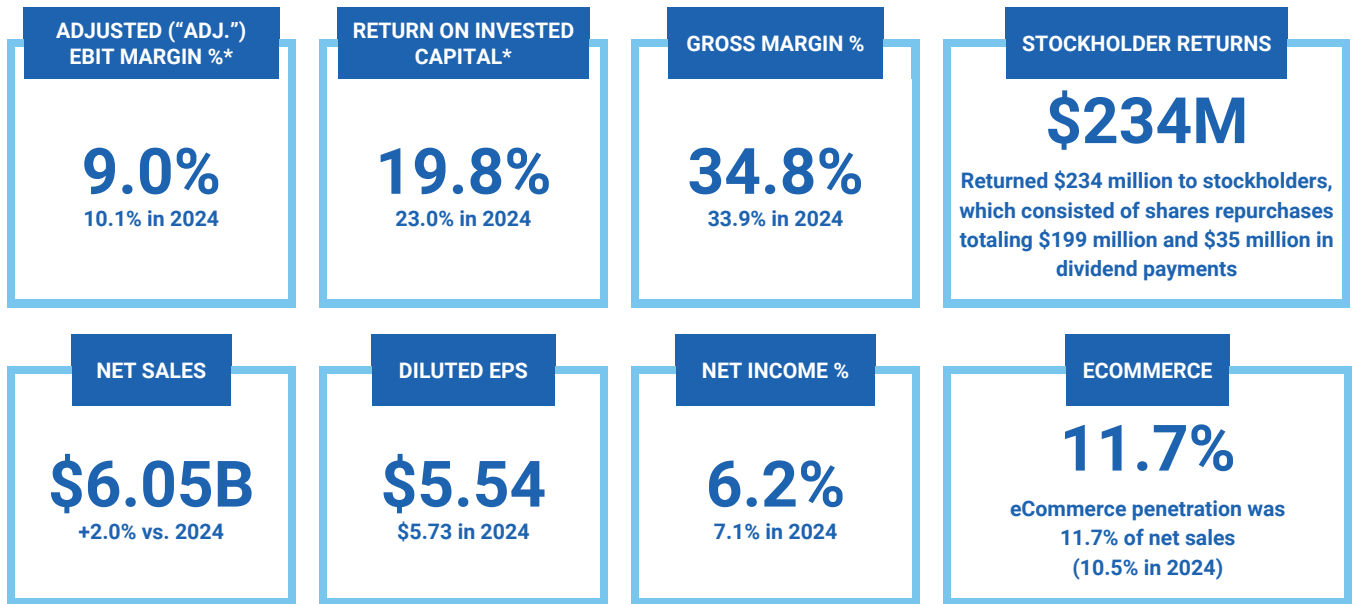 ADJUSTED (“ADJ.”)
EBIT MARGIN %*
9.0%
10.1% in 2024
RETURN ON INVESTED
CAPITAL*
19.8%
23.0% in 2024
GROSS MARGIN %
34.8%
33.9% in 2024
STOCKHOLDER RETURNS
$234M
Returned $234 million to stockholders,
which consisted of shares repurchases
totaling $199 million and $35 million in
dividend payments
NET SALES
$6.05B
+2.0% vs. 2024
DILUTED EPS
$5.54
$5.73 in 2024
NET INCOME %
6.2%
7.1% in 2024
ECOMMERCE
11.7%
eCommerce penetration was
11.7% of net sales
(10.5% in 2024)